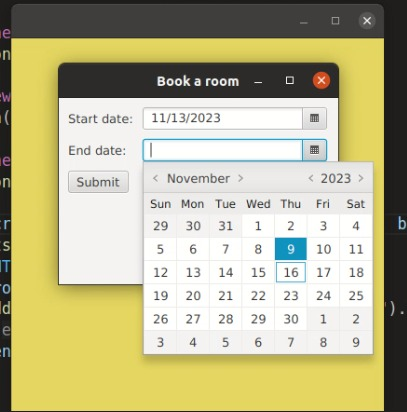 Book a room
Start date: 11/13/2023
End date:
Submit
November 2023
Sun Mon Tue Wed Thu Fri Sat
29 30 31 1 2 3 4
5 6 7 8 9 10 11
12 13 14 15 16 17 18
19 20 21 22 23 24 25
26 27 28 29 30 1 2
3 4 5 6 7 8 9